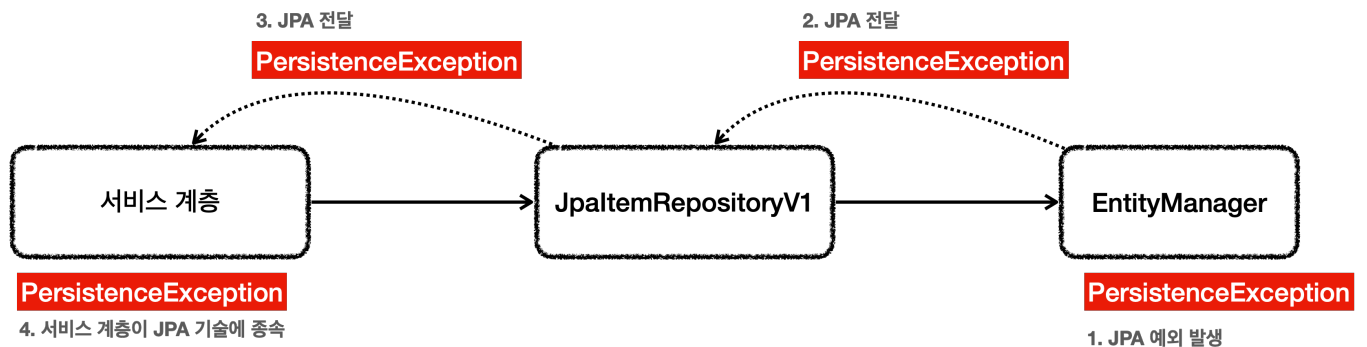 3. JPA 전달
PersistenceException
2. JPA 전달
PersistenceException
서비스 계층
JpaItemRepositoryV1
EntityManager
PersistenceException
4. 서비스 계층이 JPA 기술에 종속
PersistenceException
1. JPA 예외 발생